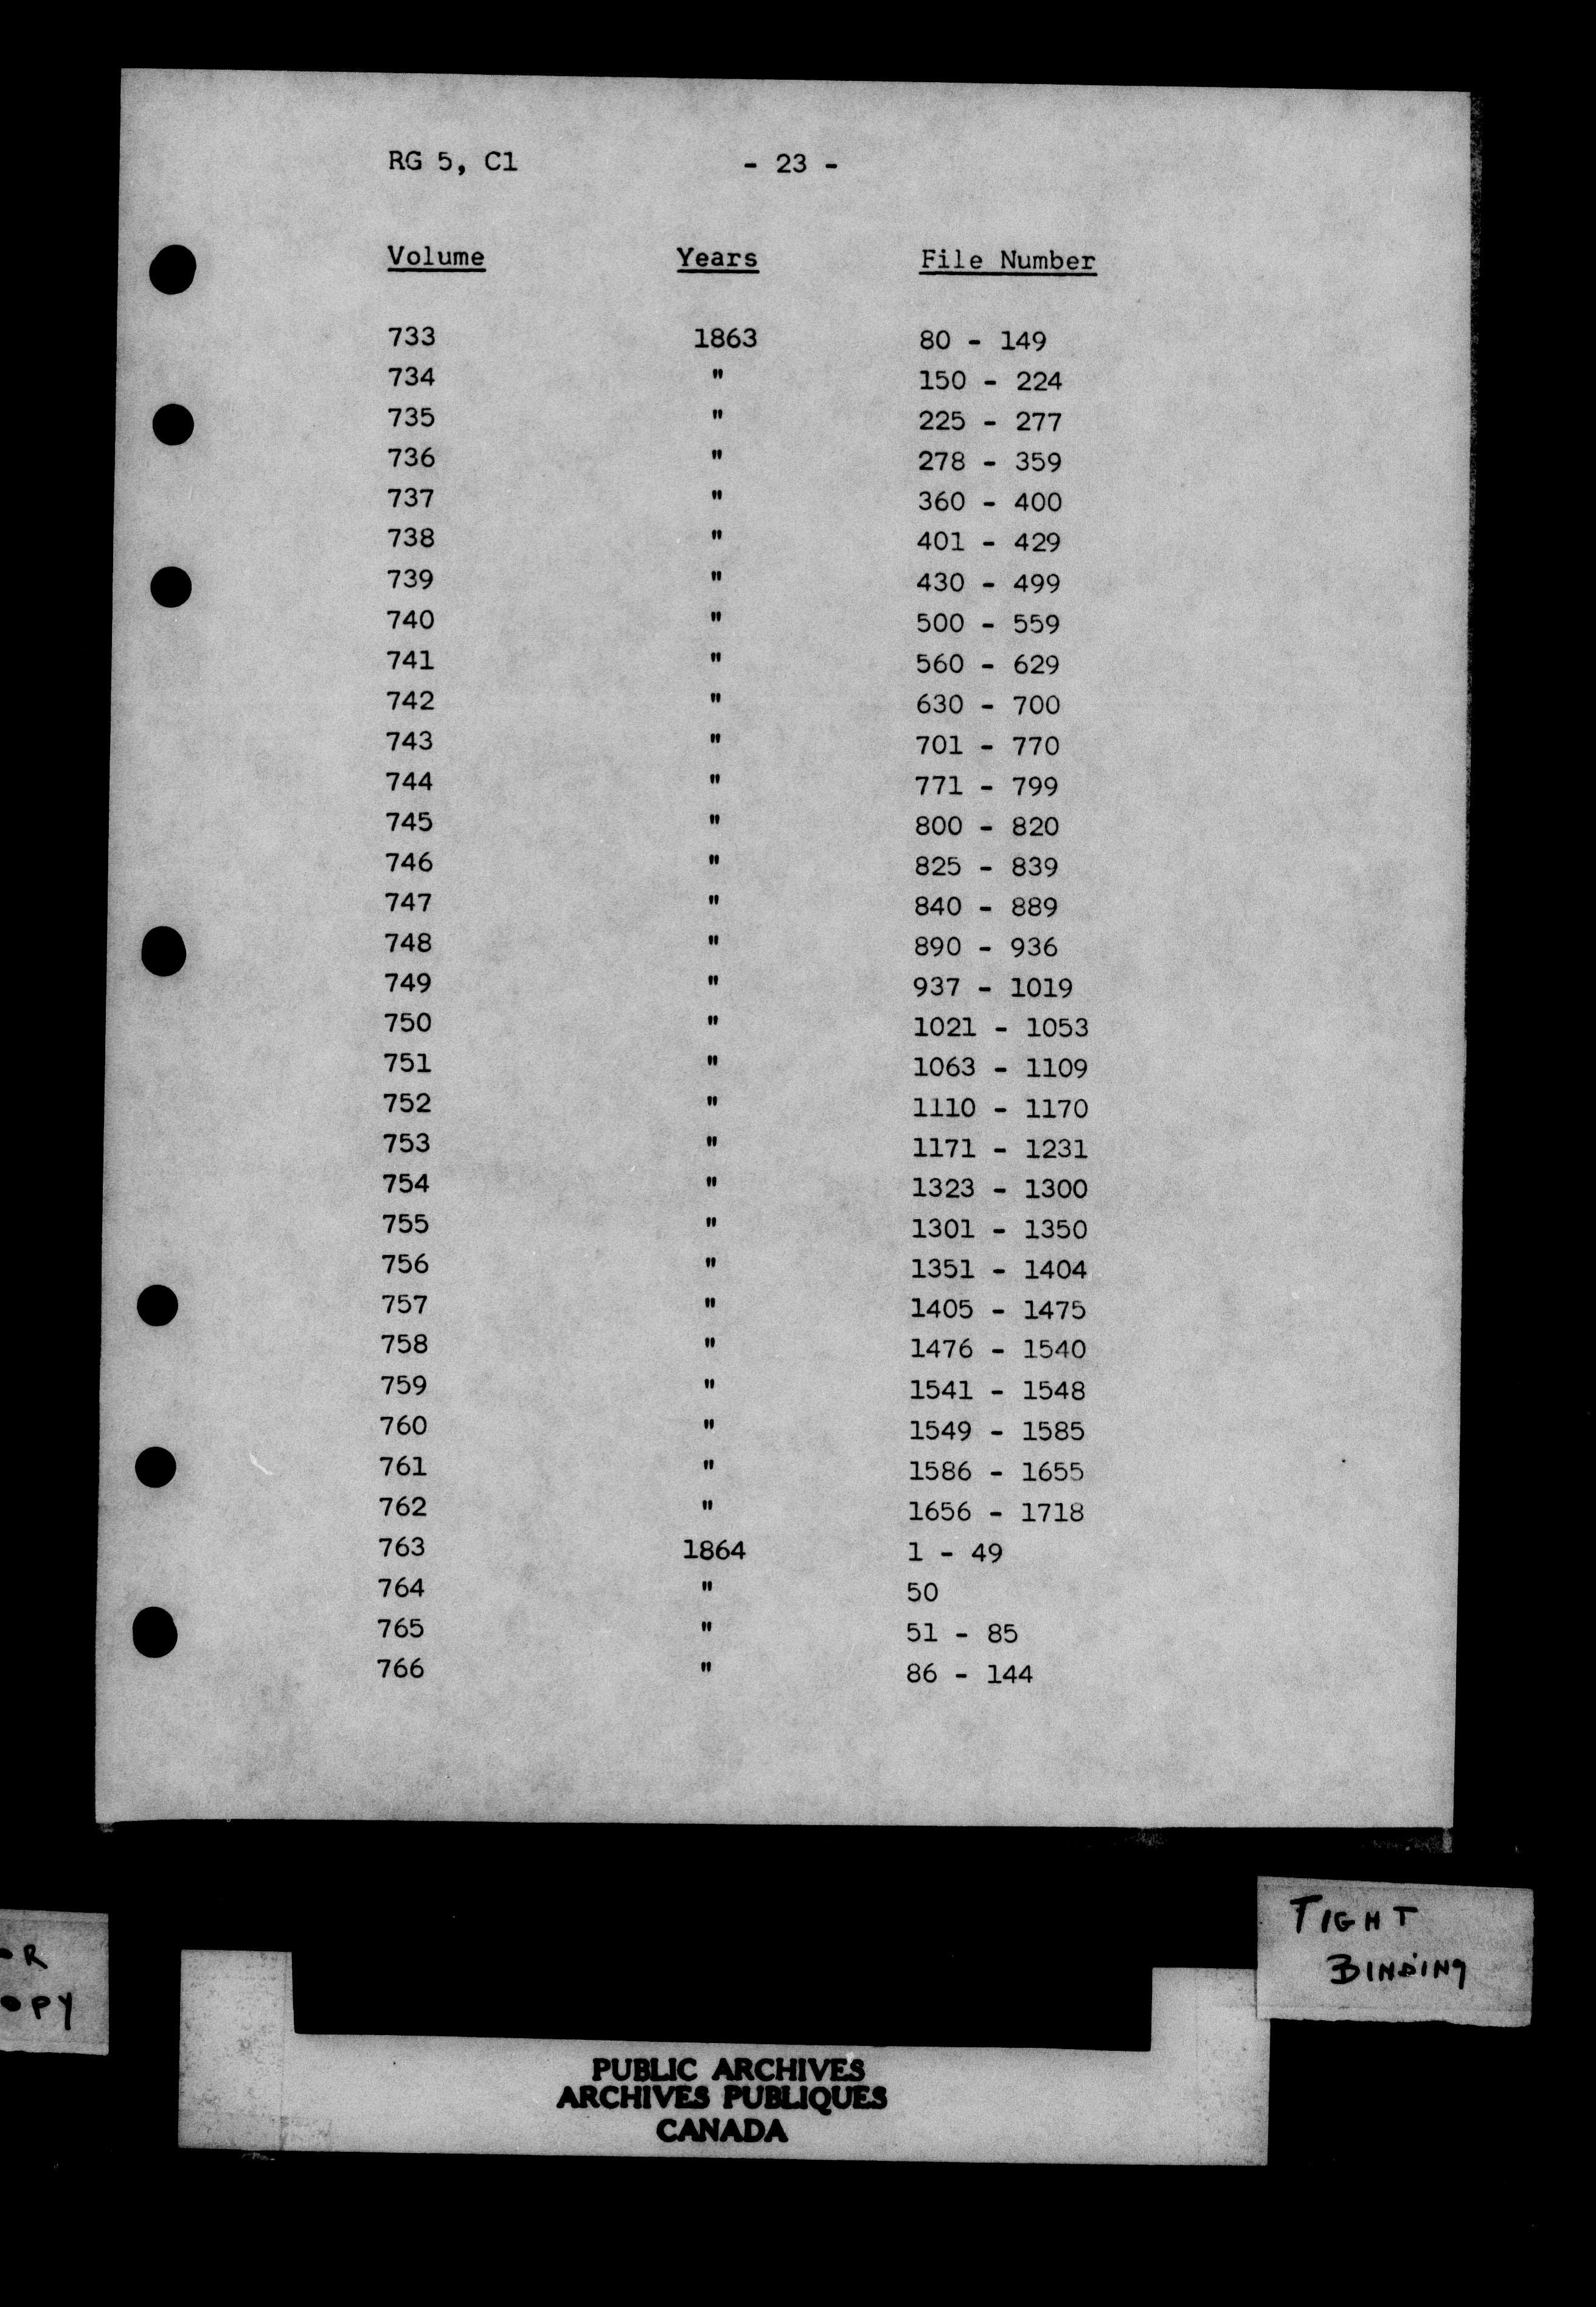 RG 5, C1 - 23 -
Volume Years File Number
733 1863 80 - 149
734 " 150 - 224
735 " 225 - 277
736 " 278 - 359
737 " 360 - 400
738 " 401 - 429
739 " 430 - 499
740 " 500 - 559
741 " 560 - 629
742 " 630 - 700
743 " 701 - 770
744 " 771 - 799
745 " 800 - 820
746 " 825 - 839
747 " 840 - 889
748 " 890 - 936
749 " 937 - 1019
750 " 1021 - 1053
751 " 1063 - 1109
752 " 1110 - 1170
753 " 1171 - 1231
754 " 1323 - 1300
755 " 1301 - 1350
756 " 1351 - 1404
757 " 1405 - 1475
758 " 1476 - 1540
759 " 1541 - 1548
760 " 1549 - 1585
761 " 1586 - 1655
762 " 1656 - 1718
763 1864 1 - 49
764 " 50
765 " 51 - 85
766 " 86 - 144
TIGHT
BINDING
OR
OPY
PUBLIC ARCHIVES
ARCHIVES PUBLIQUES
CANADA